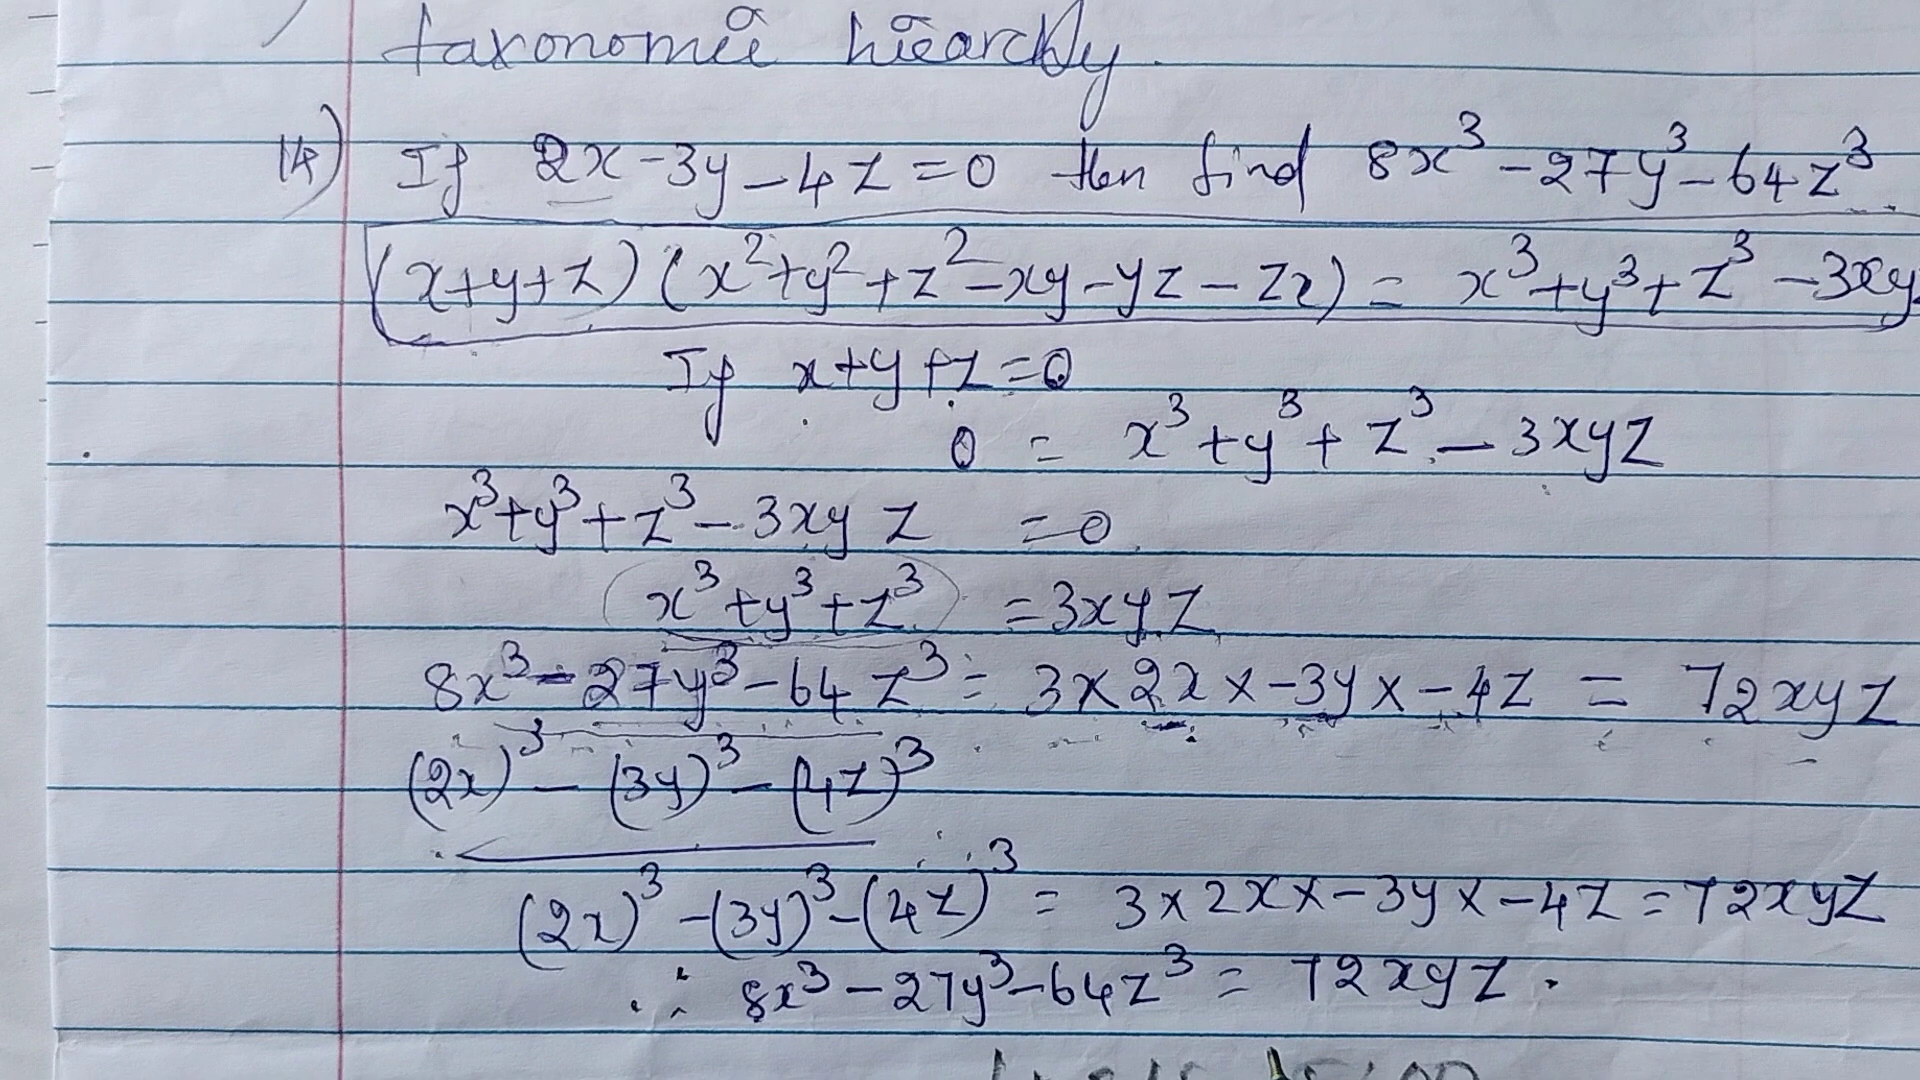 taxonomic hiearchy.
14) If 2x-3y-4z=0 then find 8x³-27y³-64z³
(x+y+z)(x²+y²+z²-xy-yz-zx) = x³+y³+z³-3xy
If x+y+z=0
0 = x³+y³+z³-3xyz
x³+y³+z³-3xyz =0
x³+y³+z³ =3xyz
8x³-27y³-64z³= 3×2x×-3y×-4z = 72xyz
(2x)³-(3y)³-(4z)³
(2x)³-(3y)³-(4z)³ = 3×2x×-3y×-4z=72xyz
∴ 8x³-27y³-64z³ = 72xyz.